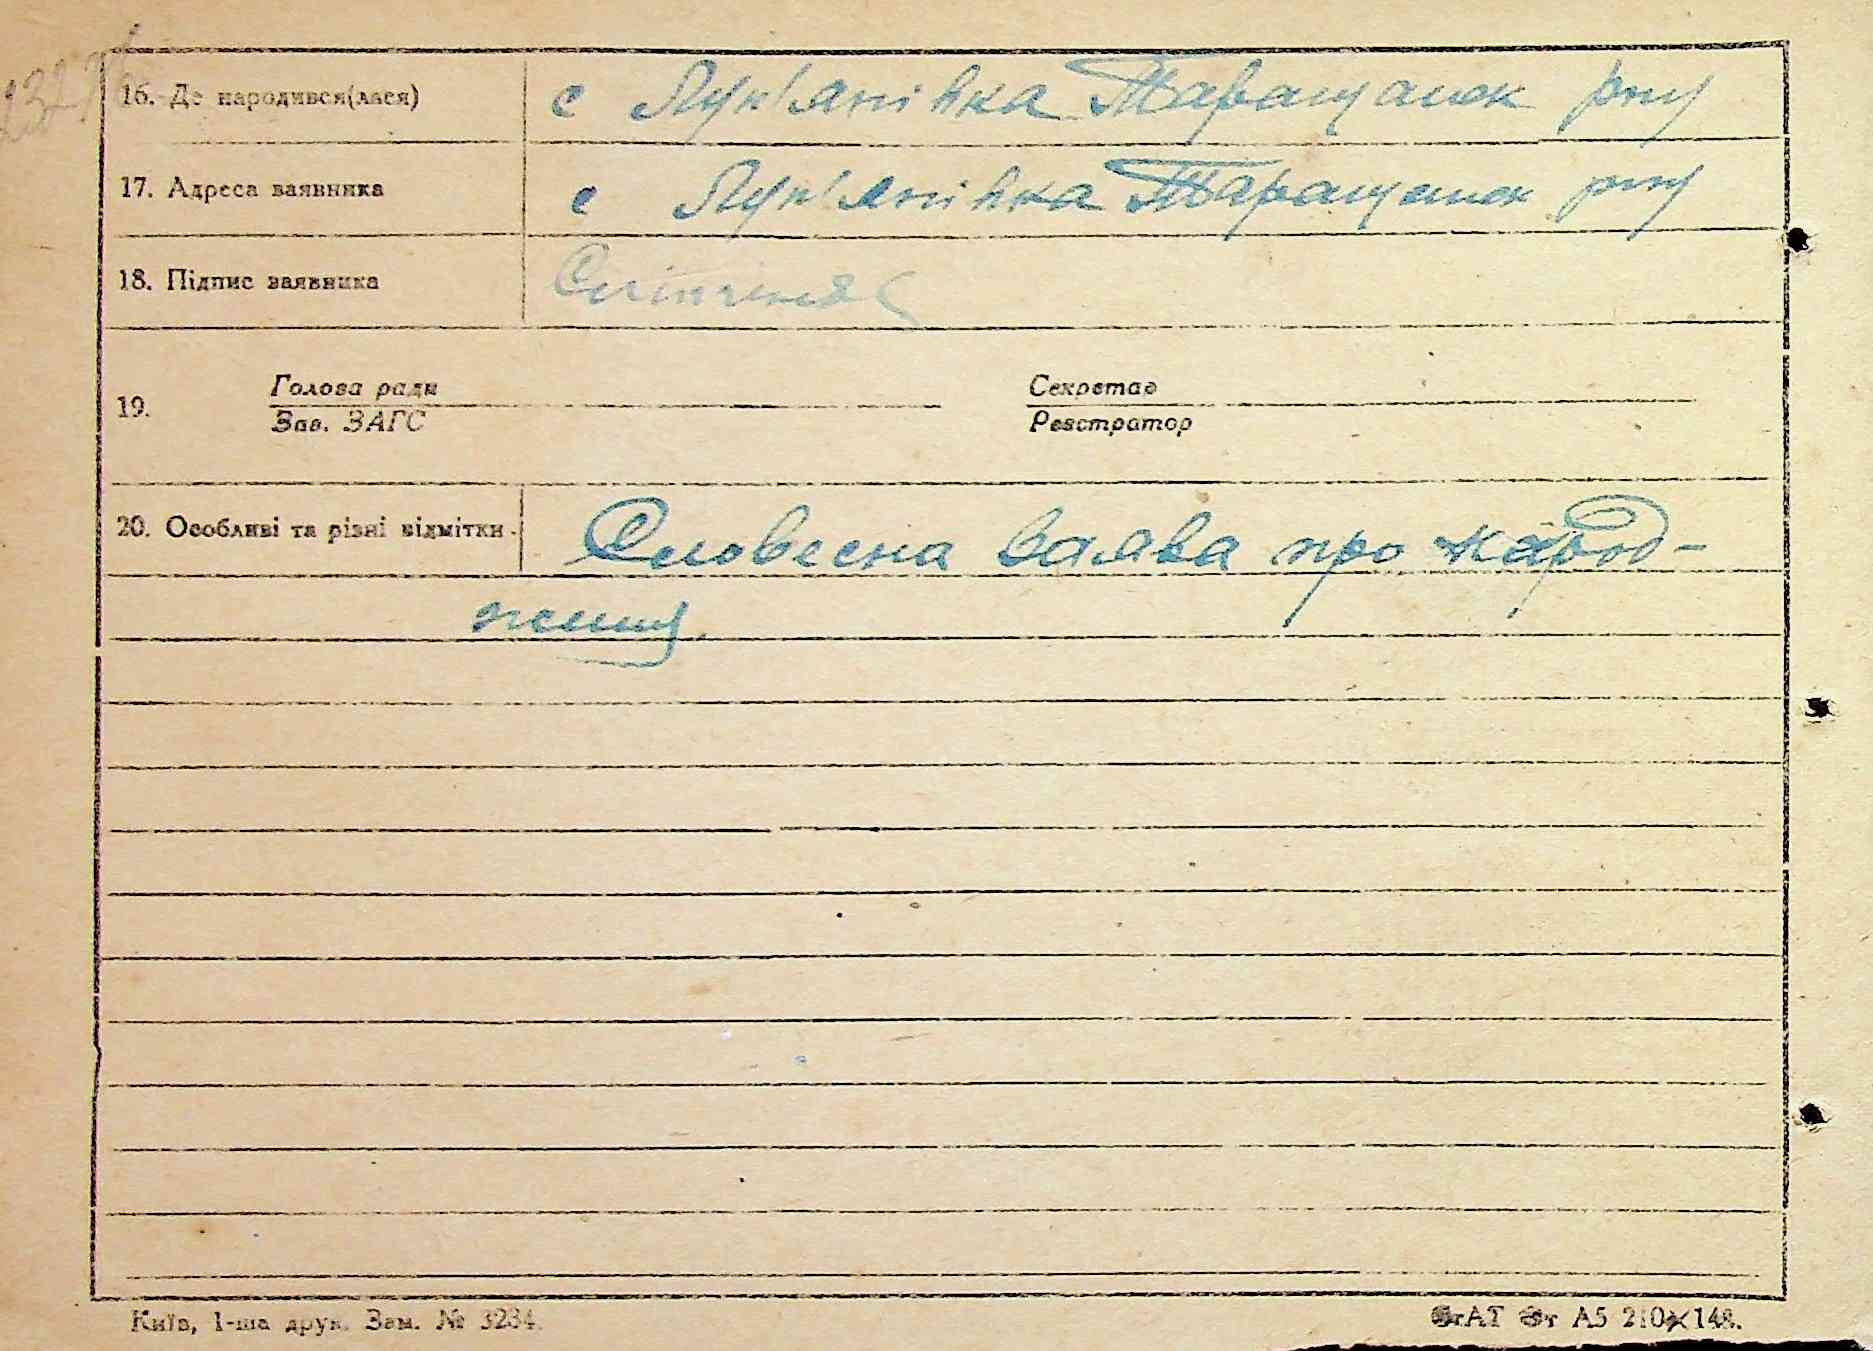 16. Де народився(лася) с Лук'янівка Таращанськ р-ну
17. Адреса заявника с Лук'янівка Таращанськ р-ну
18. Підпис заявника
19. Голова ради Секретар
Зав. ЗАГС Реєстратор
20. Особливі та різні відмітки. Словесна заява про народ-
ження.
Київ, 1-ша друк. Зам. № 3234. А5 210×148.